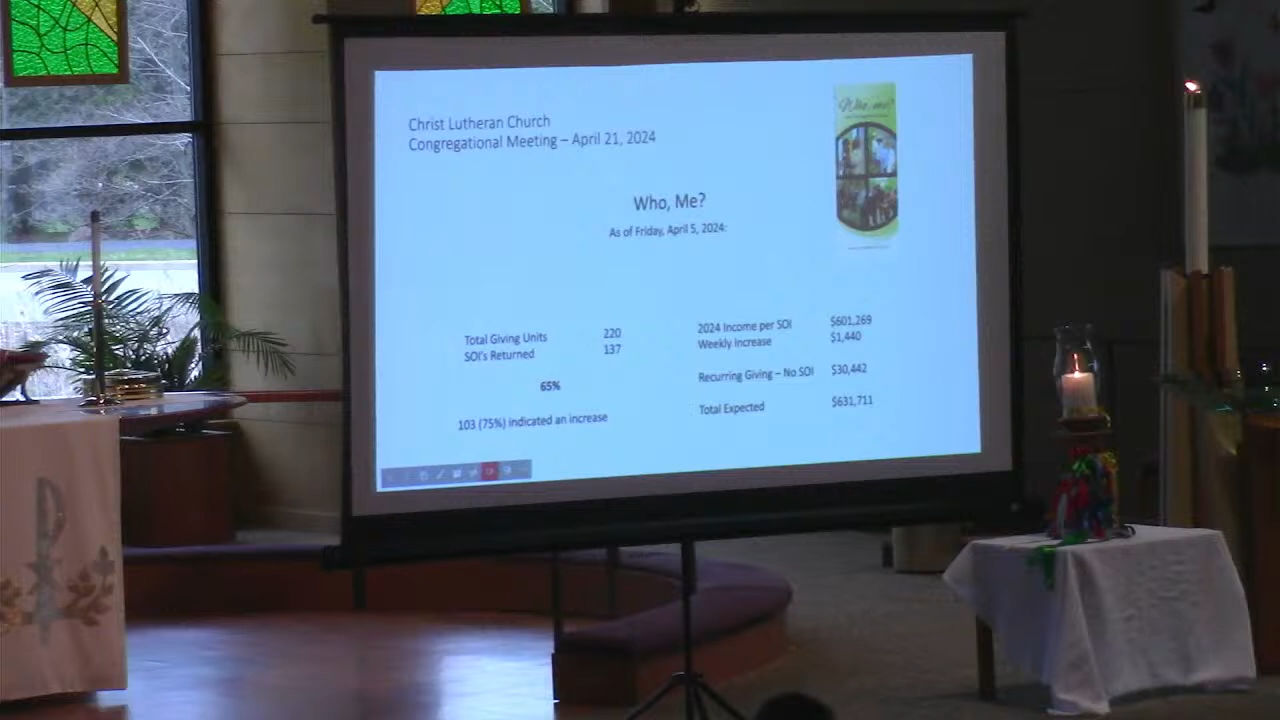 Christ Lutheran Church
Congregational Meeting – April 21, 2024
Who, me?
Who, Me?
As of Friday, April 5, 2024:
Total Giving Units 220
SOI's Returned 137
65%
103 (75%) Indicated an increase
2024 Income per SOI $601,269
Weekly Increase $1,440
Recurring Giving – No SOI $30,442
Total Expected $631,711